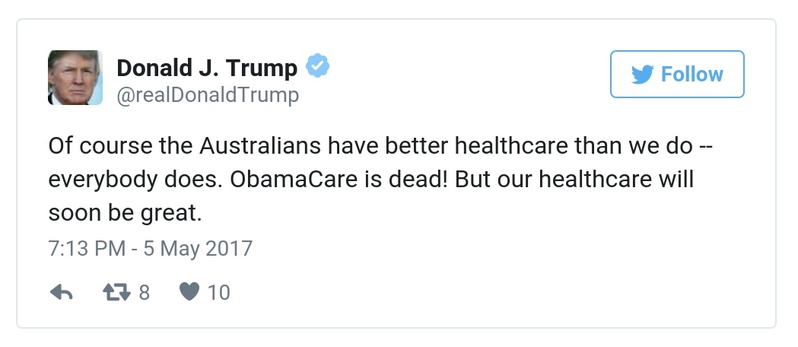 Donald J. Trump
@realDonaldTrump
Follow
Of course the Australians have better healthcare than we do --
everybody does. ObamaCare is dead! But our healthcare will
soon be great.
7:13 PM - 5 May 2017
8 10